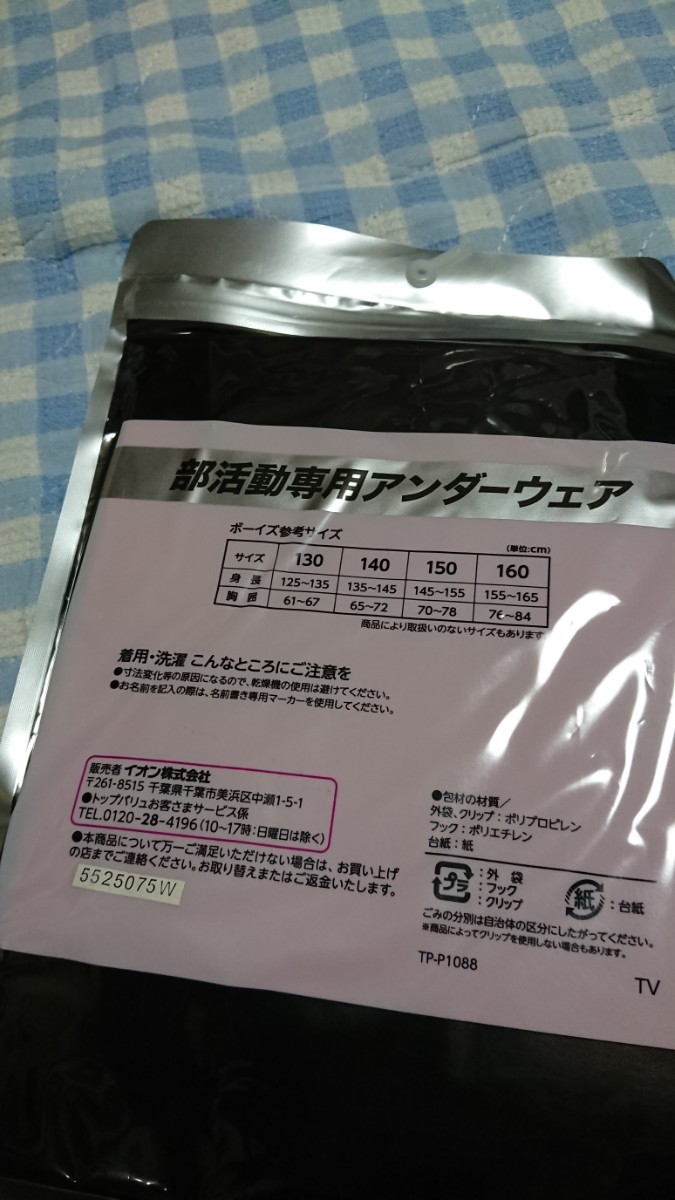 部活動専用アンダーウェア
ボーイズ参考サイズ
(単位:cm)
サイズ 130 140 150 160
身長 125~135 135~145 145~155 155~165
胸囲 61~67 65~72 70~78 76~84
商品により取扱いのないサイズもあります
着用・洗濯 こんなところにご注意を
●寸法変化等の原因になるので、乾燥機の使用は避けてください。
●お名前を記入の際は、名前書き専用マーカーを使用してください。
販売者 イオン株式会社
〒261-8515 千葉県千葉市美浜区中瀬1-5-1
●トップバリュお客さまサービス係
TEL.0120-28-4196(10~17時:日曜日は除く)
●本商品について万一ご満足いただけない場合は、お買い上げ
の店までご連絡ください。お取り替えまたはご返金いたします。
5525075W
●包材の材質/
外袋、クリップ:ポリプロピレン
フック:ポリエチレン
台紙:紙
プラ
:外袋
:フック
:クリップ
紙
:台紙
ごみの分別は自治体の区分にしたがってください。
※商品によってクリップを使用しない場合もあります。
TP-P1088
TV